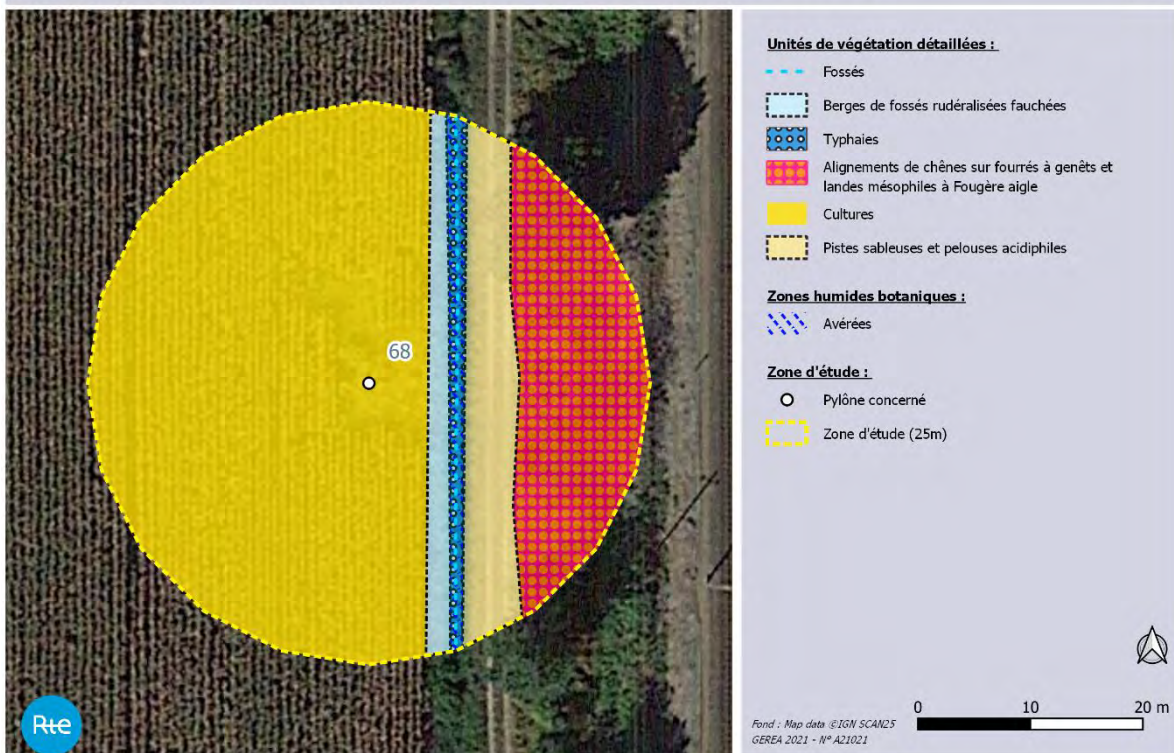 68
Rte
Unités de végétation détaillées :
Fossés
Berges de fossés rudéralisées fauchées
Typhaies
Alignements de chênes sur fourrés à genêts et
landes mésophiles à Fougère aigle
Cultures
Pistes sableuses et pelouses acidiphiles
Zones humides botaniques :
Avérées
Zone d'étude :
Pylône concerné
Zone d'étude (25m)
0 10 20 m
Fond : Map data ©IGN SCAN25
GEREA 2021 - N° A21021